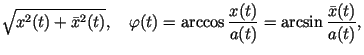 $\sqrt{x^2(t) + \bar{x}^2(t)}, \quad \varphi(t) = \arccos \frac{x(t)}{a(t)} = \arcsin \frac{\bar{x}(t)}{a(t)},$